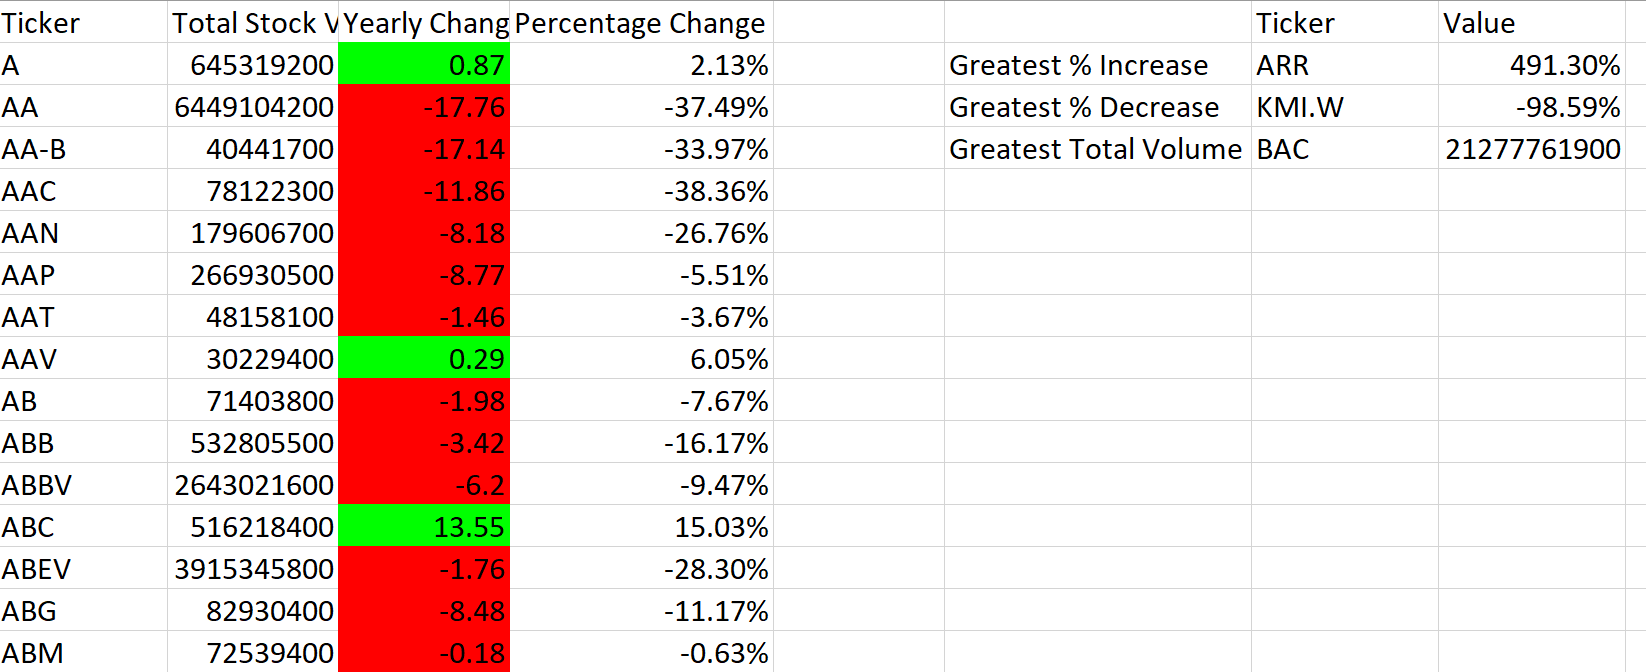 Ticker Total Stock V Yearly Chang Percentage Change Ticker Value
A 645319200 0.87 2.13% Greatest % Increase ARR 491.30%
AA 6449104200 -17.76 -37.49% Greatest % Decrease KMI.W -98.59%
AA-B 40441700 -17.14 -33.97% Greatest Total Volume BAC 21277761900
AAC 78122300 -11.86 -38.36%
AAN 179606700 -8.18 -26.76%
AAP 266930500 -8.77 -5.51%
AAT 48158100 -1.46 -3.67%
AAV 30229400 0.29 6.05%
AB 71403800 -1.98 -7.67%
ABB 532805500 -3.42 -16.17%
ABBV 2643021600 -6.2 -9.47%
ABC 516218400 13.55 15.03%
ABEV 3915345800 -1.76 -28.30%
ABG 82930400 -8.48 -11.17%
ABM 72539400 -0.18 -0.63%